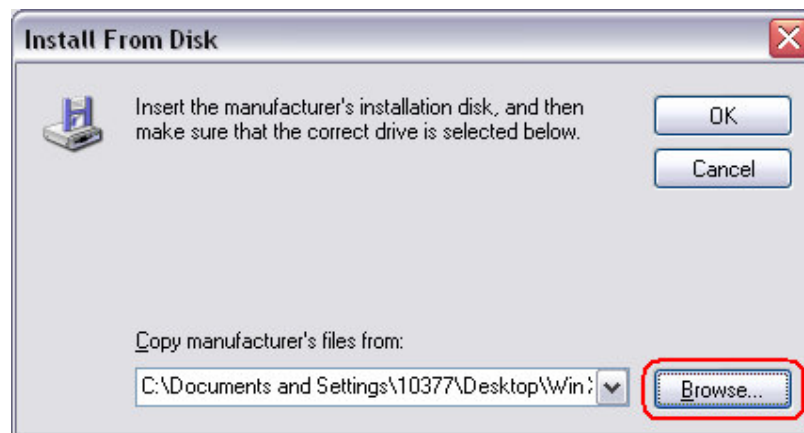 Install From Disk
Insert the manufacturer's installation disk, and then
make sure that the correct drive is selected below.
OK
Cancel
Copy manufacturer's files from:
C:\Documents and Settings\10377\Desktop\Win
Browse...